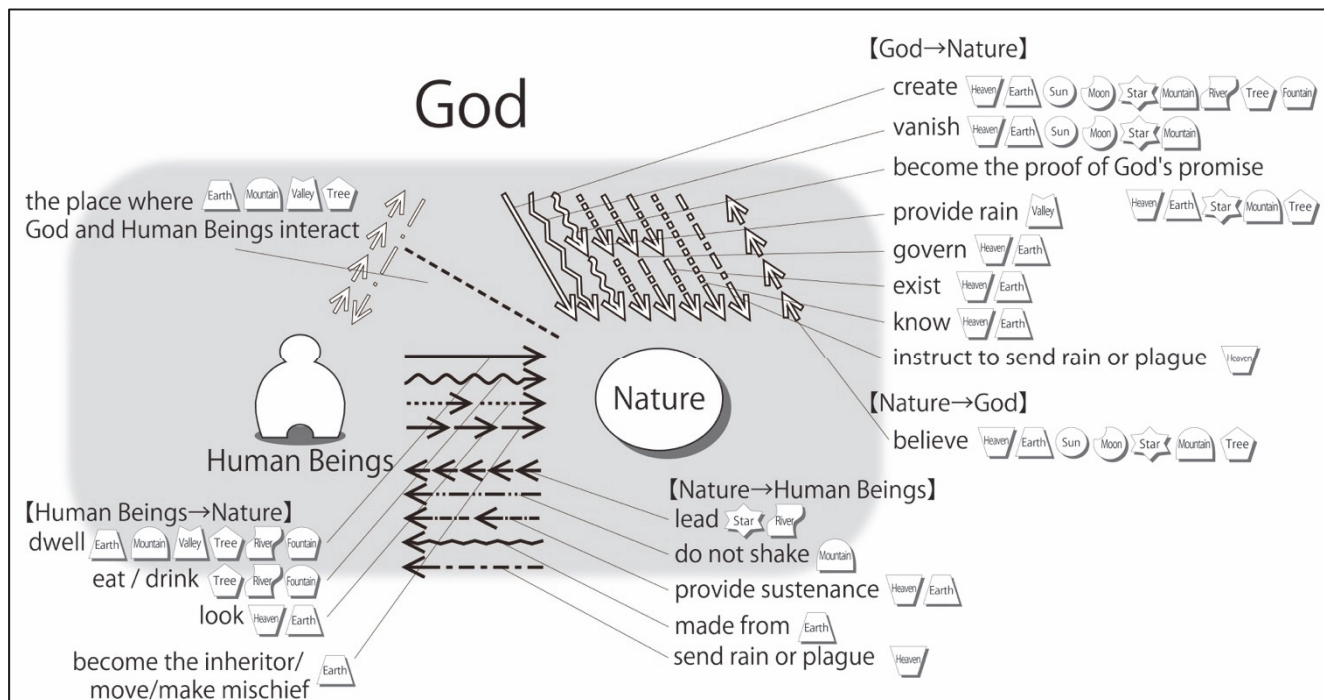 God
the place where Earth Mountain Valley Tree
God and Human Beings interact
Human Beings
Nature
【God→Nature】
create Heaven Earth Sun Moon Star Mountain River Tree Fountain
vanish Heaven Earth Sun Moon Star Mountain
become the proof of God's promise
Heaven Earth Star Mountain Tree
provide rain Valley
govern Heaven Earth
exist Heaven Earth
know Heaven Earth
instruct to send rain or plague Heaven
【Nature→God】
believe Heaven Earth Sun Moon Star Mountain Tree
【Human Beings→Nature】
dwell Earth Mountain Valley Tree River Fountain
eat / drink Tree River Fountain
look Heaven Earth
become the inheritor/
move/make mischief Earth
【Nature→Human Beings】
lead Star River
do not shake Mountain
provide sustenance Heaven Earth
made from Earth
send rain or plague Heaven